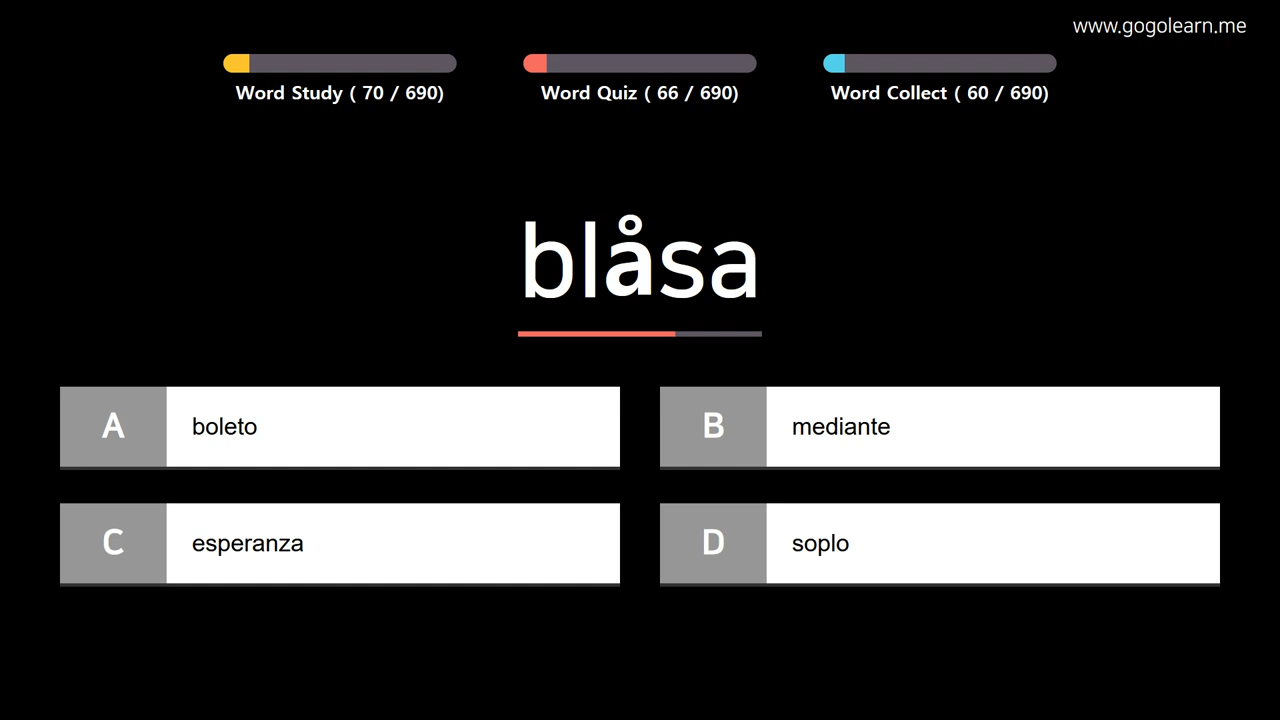 www.gogolearn.me
Word Study ( 70 / 690)
Word Quiz ( 66 / 690)
Word Collect ( 60 / 690)
blåsa
A boleto
B mediante
C esperanza
D soplo